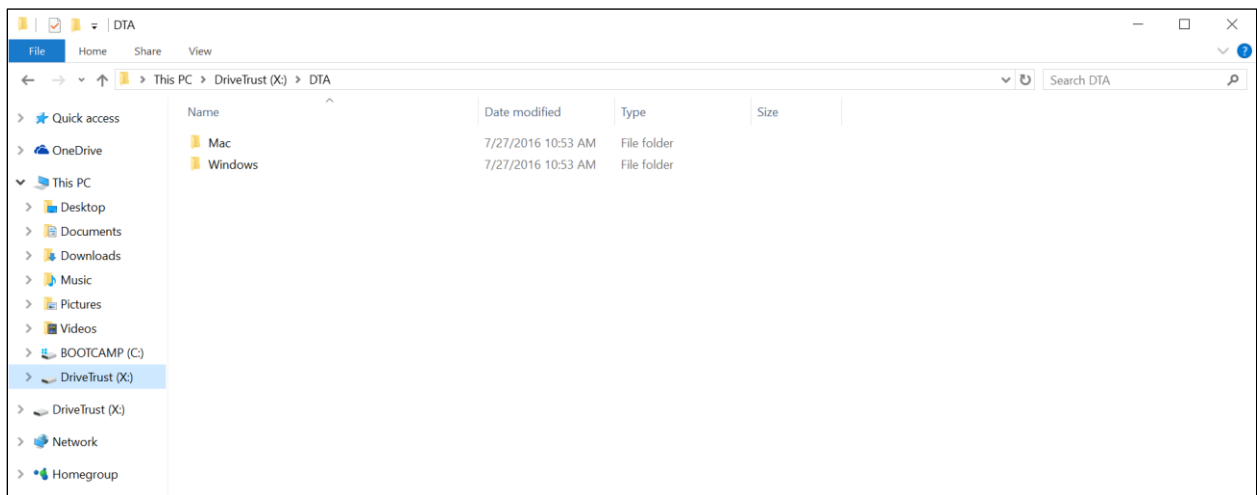 DTA
File Home Share View
This PC > DriveTrust (X:) > DTA Search DTA
Name Date modified Type Size
Mac 7/27/2016 10:53 AM File folder
Windows 7/27/2016 10:53 AM File folder
Quick access
OneDrive
This PC
Desktop
Documents
Downloads
Music
Pictures
Videos
BOOTCAMP (C:)
DriveTrust (X:)
DriveTrust (X:)
Network
Homegroup